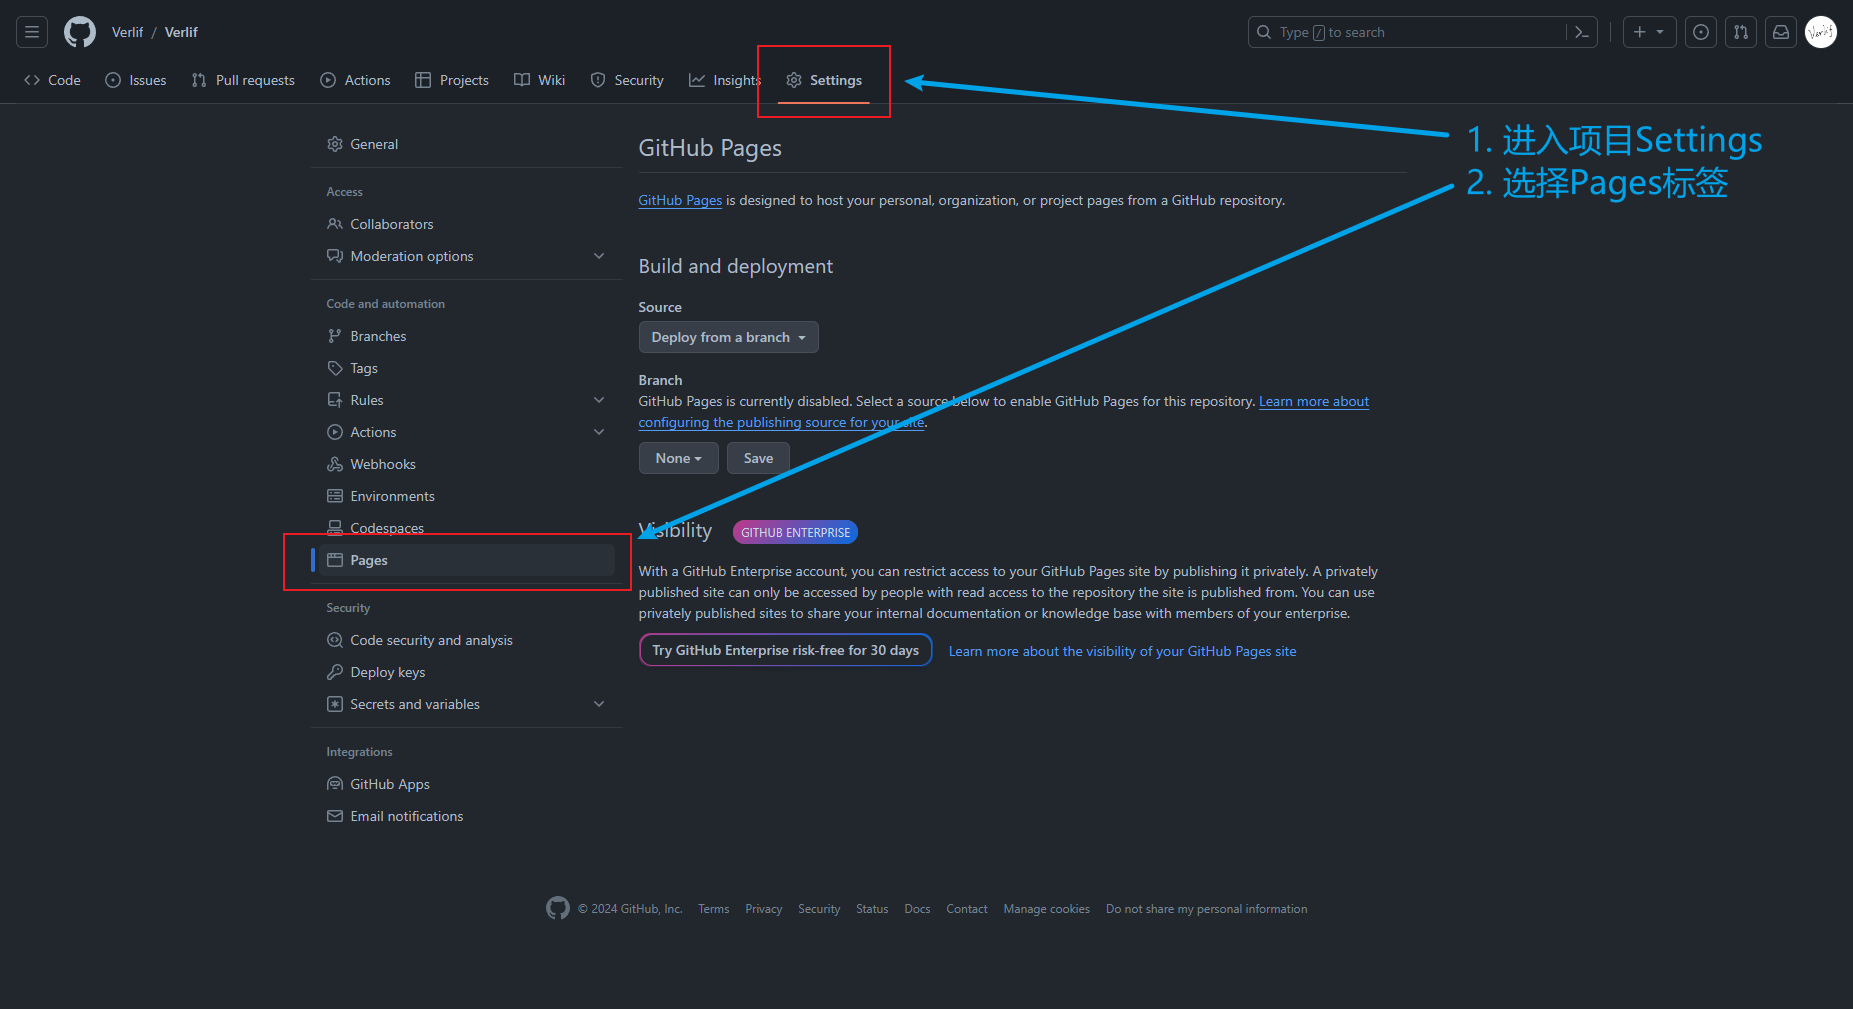 Verlif / Verlif
Type / to search
Verlif
Code
Issues
Pull requests
Actions
Projects
Wiki
Security
Insights
Settings
1. 进入项目Settings
2. 选择Pages标签
General
Access
Collaborators
Moderation options
Code and automation
Branches
Tags
Rules
Actions
Webhooks
Environments
Codespaces
Pages
Security
Code security and analysis
Deploy keys
Secrets and variables
Integrations
GitHub Apps
Email notifications
GitHub Pages
GitHub Pages is designed to host your personal, organization, or project pages from a GitHub repository.
Build and deployment
Source
Deploy from a branch
Branch
GitHub Pages is currently disabled. Select a source below to enable GitHub Pages for this repository. Learn more about
configuring the publishing source for your site.
None
Save
Visibility
GITHUB ENTERPRISE
With a GitHub Enterprise account, you can restrict access to your GitHub Pages site by publishing it privately. A privately
published site can only be accessed by people with read access to the repository the site is published from. You can use
privately published sites to share your internal documentation or knowledge base with members of your enterprise.
Try GitHub Enterprise risk-free for 30 days
Learn more about the visibility of your GitHub Pages site
© 2024 GitHub, Inc.
Terms
Privacy
Security
Status
Docs
Contact
Manage cookies
Do not share my personal information